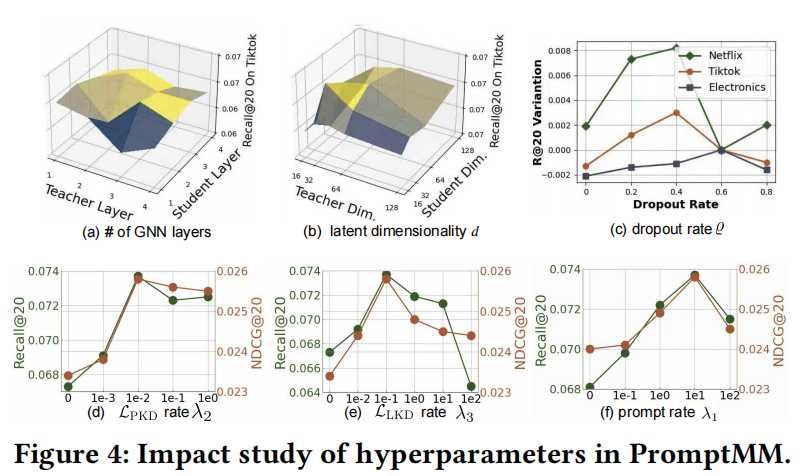 0.07
0.07
0.06
0.06
Recall@20 On Tiktok
1
2
3
4
Teacher Layer
1
2
3
4
Student Layer
(a) # of GNN layers
0.07
0.07
0.07
0.07
Recall@20 On Tiktok
16 32
64
128
Teacher Dim.
16
32
64
128
Student Dim.
(b) latent dimensionality d
R@20 Variantion
0.008
0.006
0.004
0.002
0.000
−0.002
Netflix
Tiktok
Electronics
0 0.2 0.4 0.6 0.8
Dropout Rate
(c) dropout rate ϱ
Recall@20
0.074
0.072
0.070
0.068
0.026
0.025
0.024
0.023
NDCG@20
0 1e-3 1e-2 1e-1 1e0
(d) ℒPKD rate λ2
Recall@20
0.074
0.072
0.070
0.068
0.066
0.064
0.026
0.025
0.024
0.023
NDCG@20
0 1e-2 1e-1 1e0 1e1 1e2
(e) ℒLKD rate λ3
Recall@20
0.074
0.072
0.070
0.068
0.026
0.025
0.024
0.023
NDCG@20
0 1e-1 1e0 1e1 1e2
(f) prompt rate λ1
Figure 4: Impact study of hyperparameters in PromptMM.